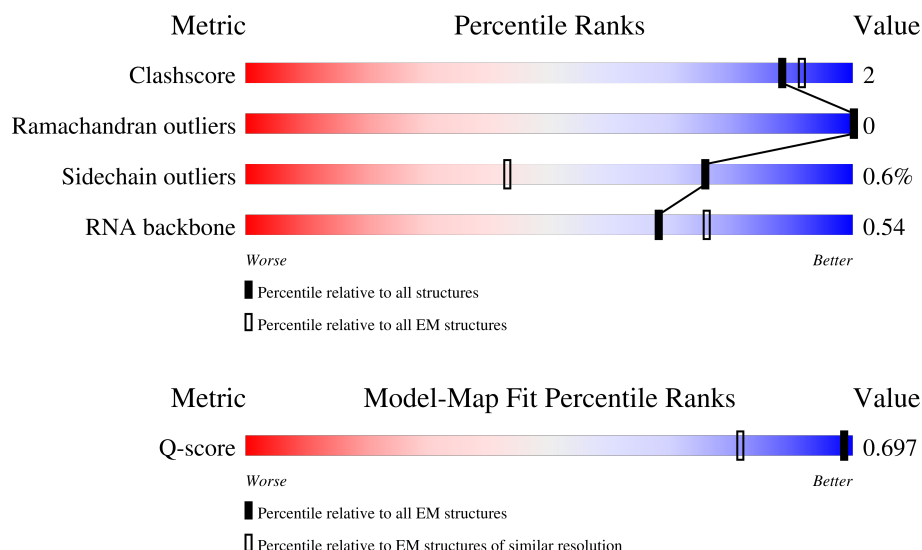 Metric Percentile Ranks Value
Clashscore 2
Ramachandran outliers 0
Sidechain outliers 0.6%
RNA backbone 0.54
Worse Better
Percentile relative to all structures
Percentile relative to all EM structures
Metric Model-Map Fit Percentile Ranks Value
Q-score 0.697
Worse Better
Percentile relative to all EM structures
Percentile relative to EM structures of similar resolution